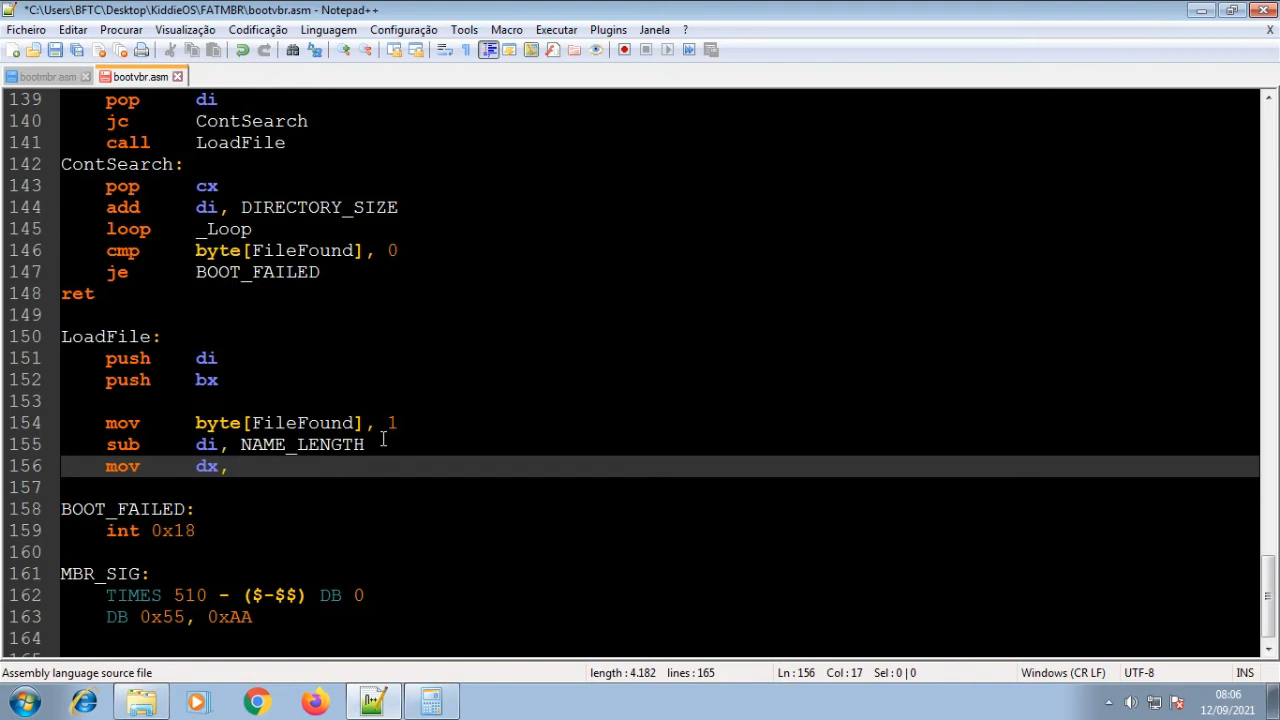 *C:\Users\BFTC\Desktop\KiddieOS\FATMBR\bootvbr.asm - Notepad++
Ficheiro Editar Procurar Visualização Codificação Linguagem Configuração Tools Macro Executar Plugins Janela ? X
bootmbr.asm bootvbr.asm
139 pop di
140 jc ContSearch
141 call LoadFile
142 ContSearch:
143 pop cx
144 add di, DIRECTORY_SIZE
145 loop _Loop
146 cmp byte[FileFound], 0
147 je BOOT_FAILED
148 ret
149
150 LoadFile:
151 push di
152 push bx
153
154 mov byte[FileFound], 1
155 sub di, NAME_LENGTH
156 mov dx,
157
158 BOOT_FAILED:
159 int 0x18
160
161 MBR_SIG:
162 TIMES 510 - ($-$$) DB 0
163 DB 0x55, 0xAA
164
165
Assembly language source file length : 4.182 lines : 165 Ln : 156 Col : 17 Sel : 0 | 0 Windows (CR LF) UTF-8 INS
08:06
12/09/2021